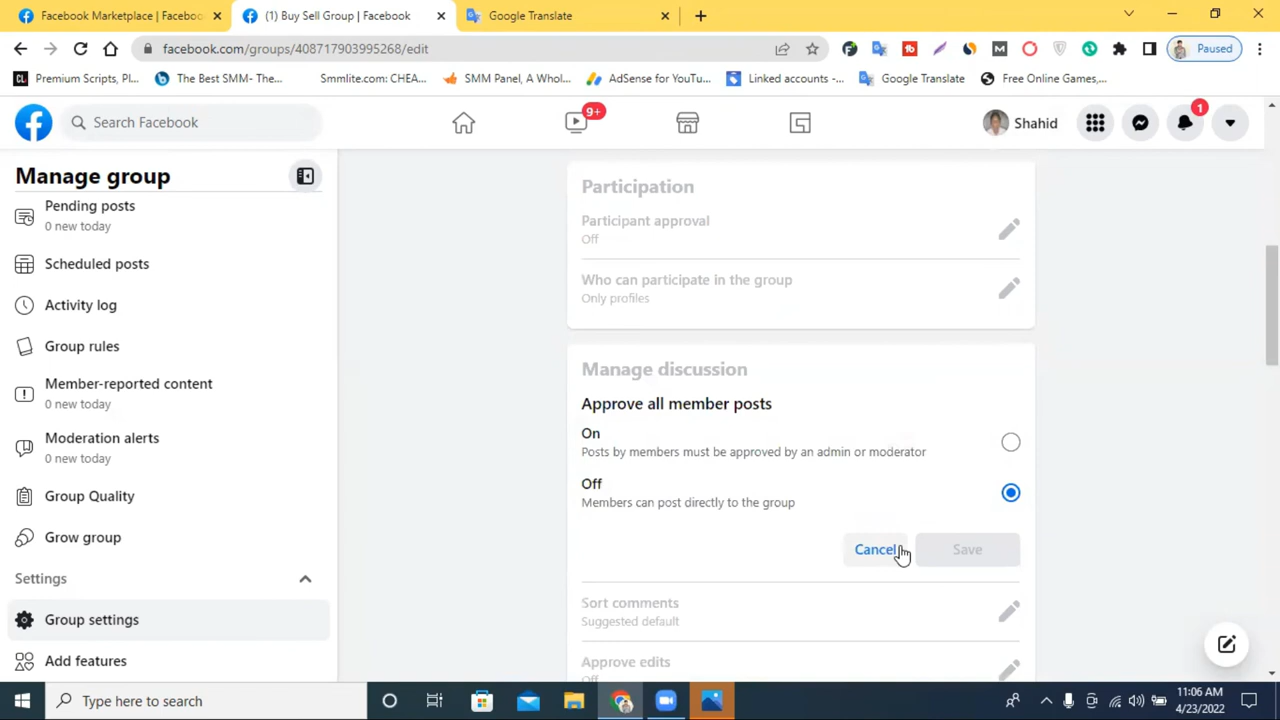 Facebook Marketplace | Faceboo
(1) Buy Sell Group | Facebook
Google Translate
facebook.com/groups/408717903995268/edit
Paused
Premium Scripts, Pl...
The Best SMM- The...
Smmlite.com: CHEA...
SMM Panel, A Whol...
AdSense for YouTu...
Linked accounts -...
Google Translate
Free Online Games,...
Search Facebook
9+
Shahid
1
Manage group
Pending posts
0 new today
Scheduled posts
Activity log
Group rules
Member-reported content
0 new today
Moderation alerts
0 new today
Group Quality
Grow group
Settings
Group settings
Add features
Participation
Participant approval
Off
Who can participate in the group
Only profiles
Manage discussion
Approve all member posts
On
Posts by members must be approved by an admin or moderator
Off
Members can post directly to the group
Cancel
Save
Sort comments
Suggested default
Approve edits
Type here to search
11:06 AM
4/23/2022